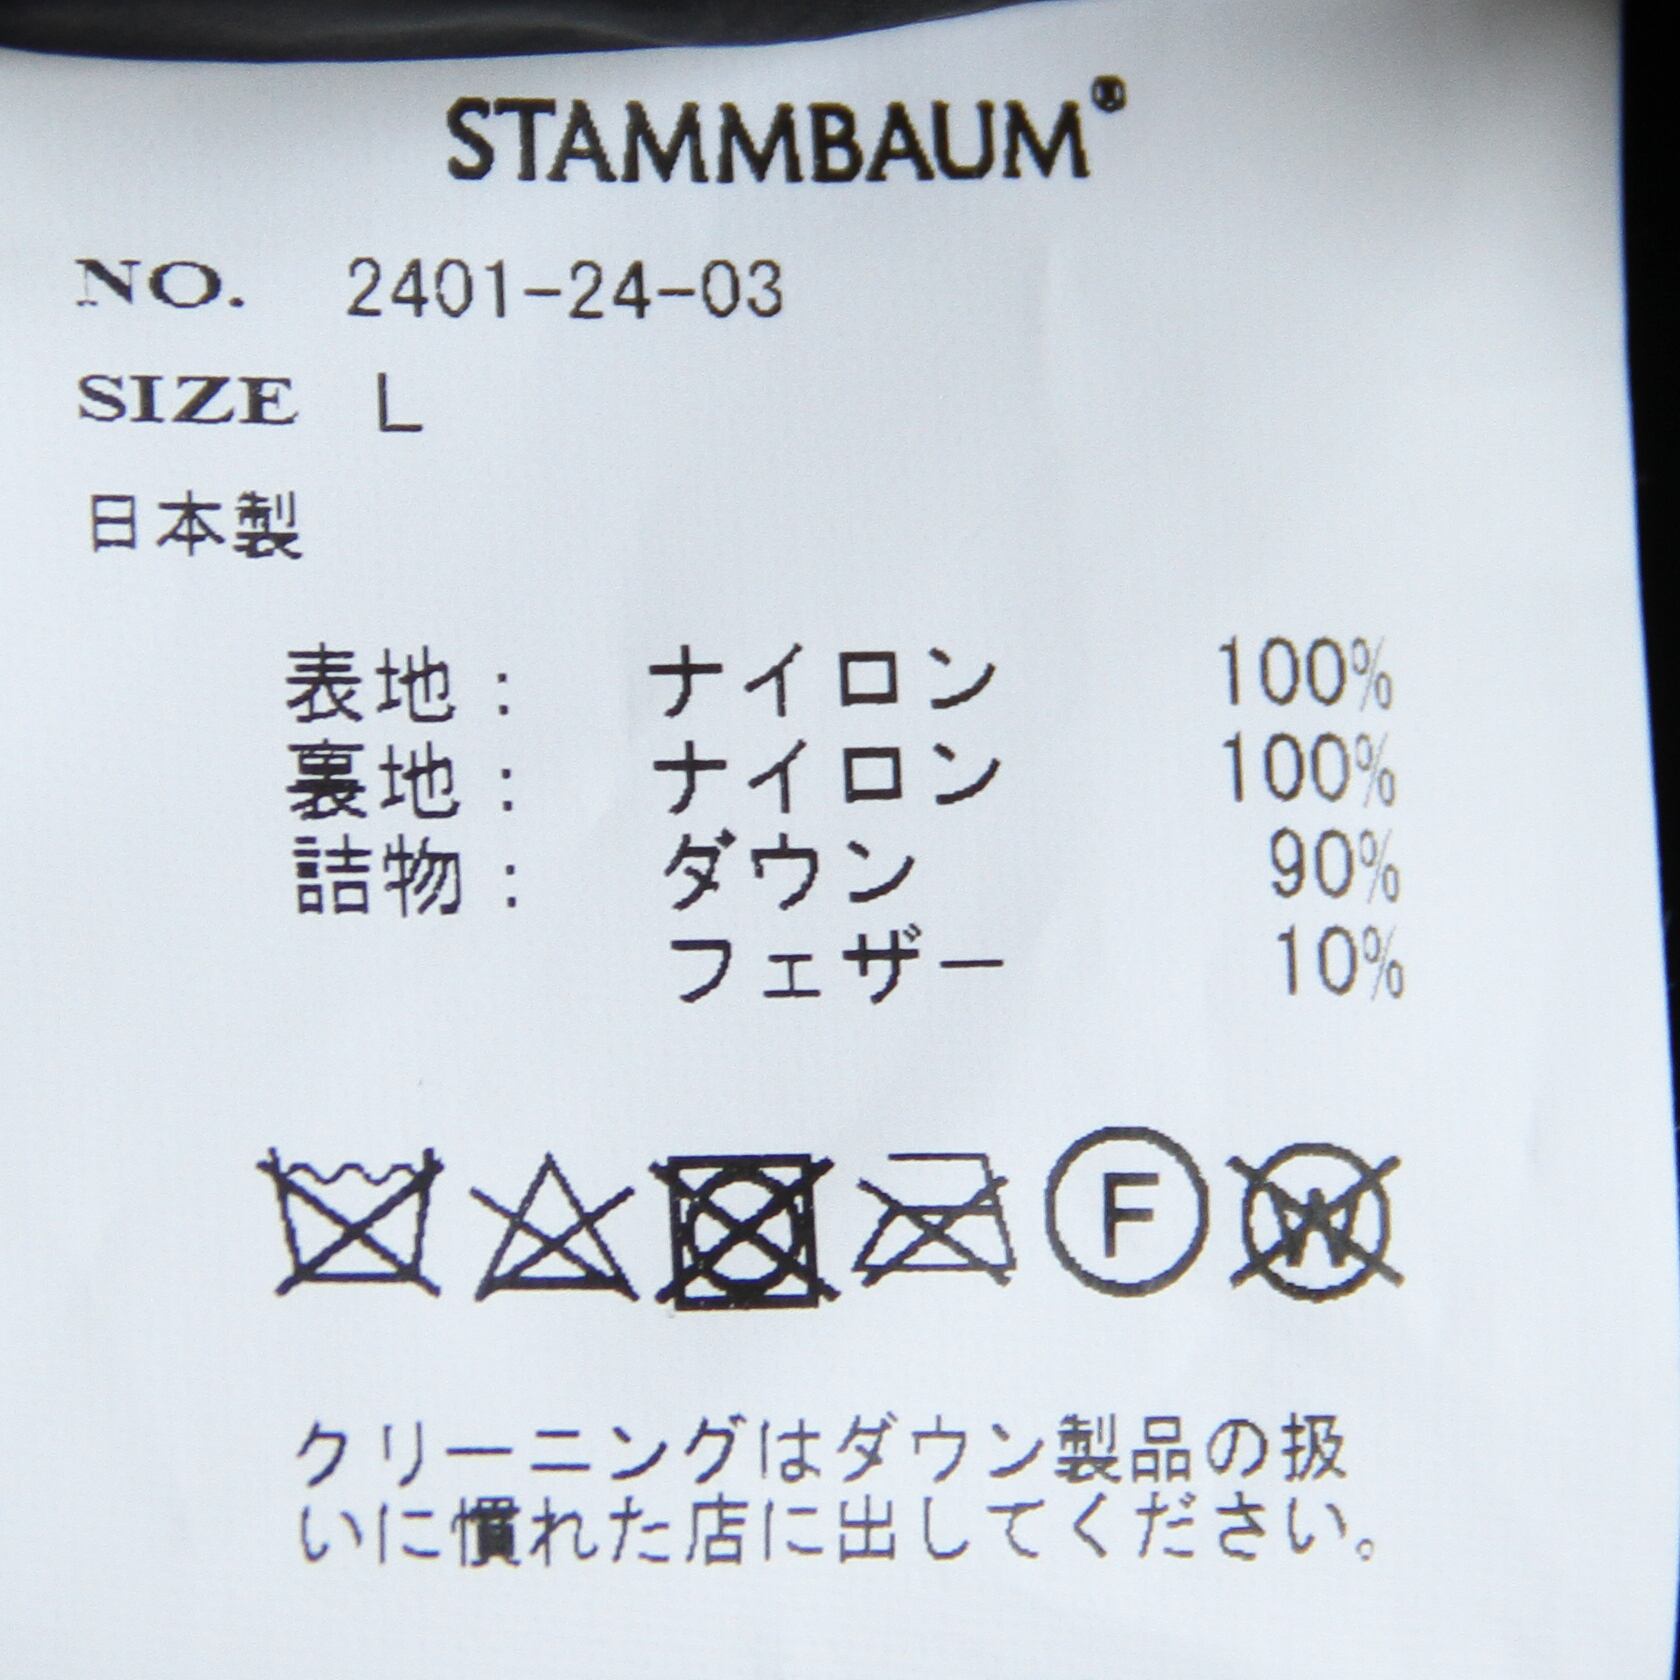 STAMMBAUM®
NO. 2401-24-03
SIZE L
日本製
表地： ナイロン 100%
裏地： ナイロン 100%
詰物： ダウン 90%
フェザー 10%
F W
クリーニングはダウン製品の扱
いに慣れた店に出してください。